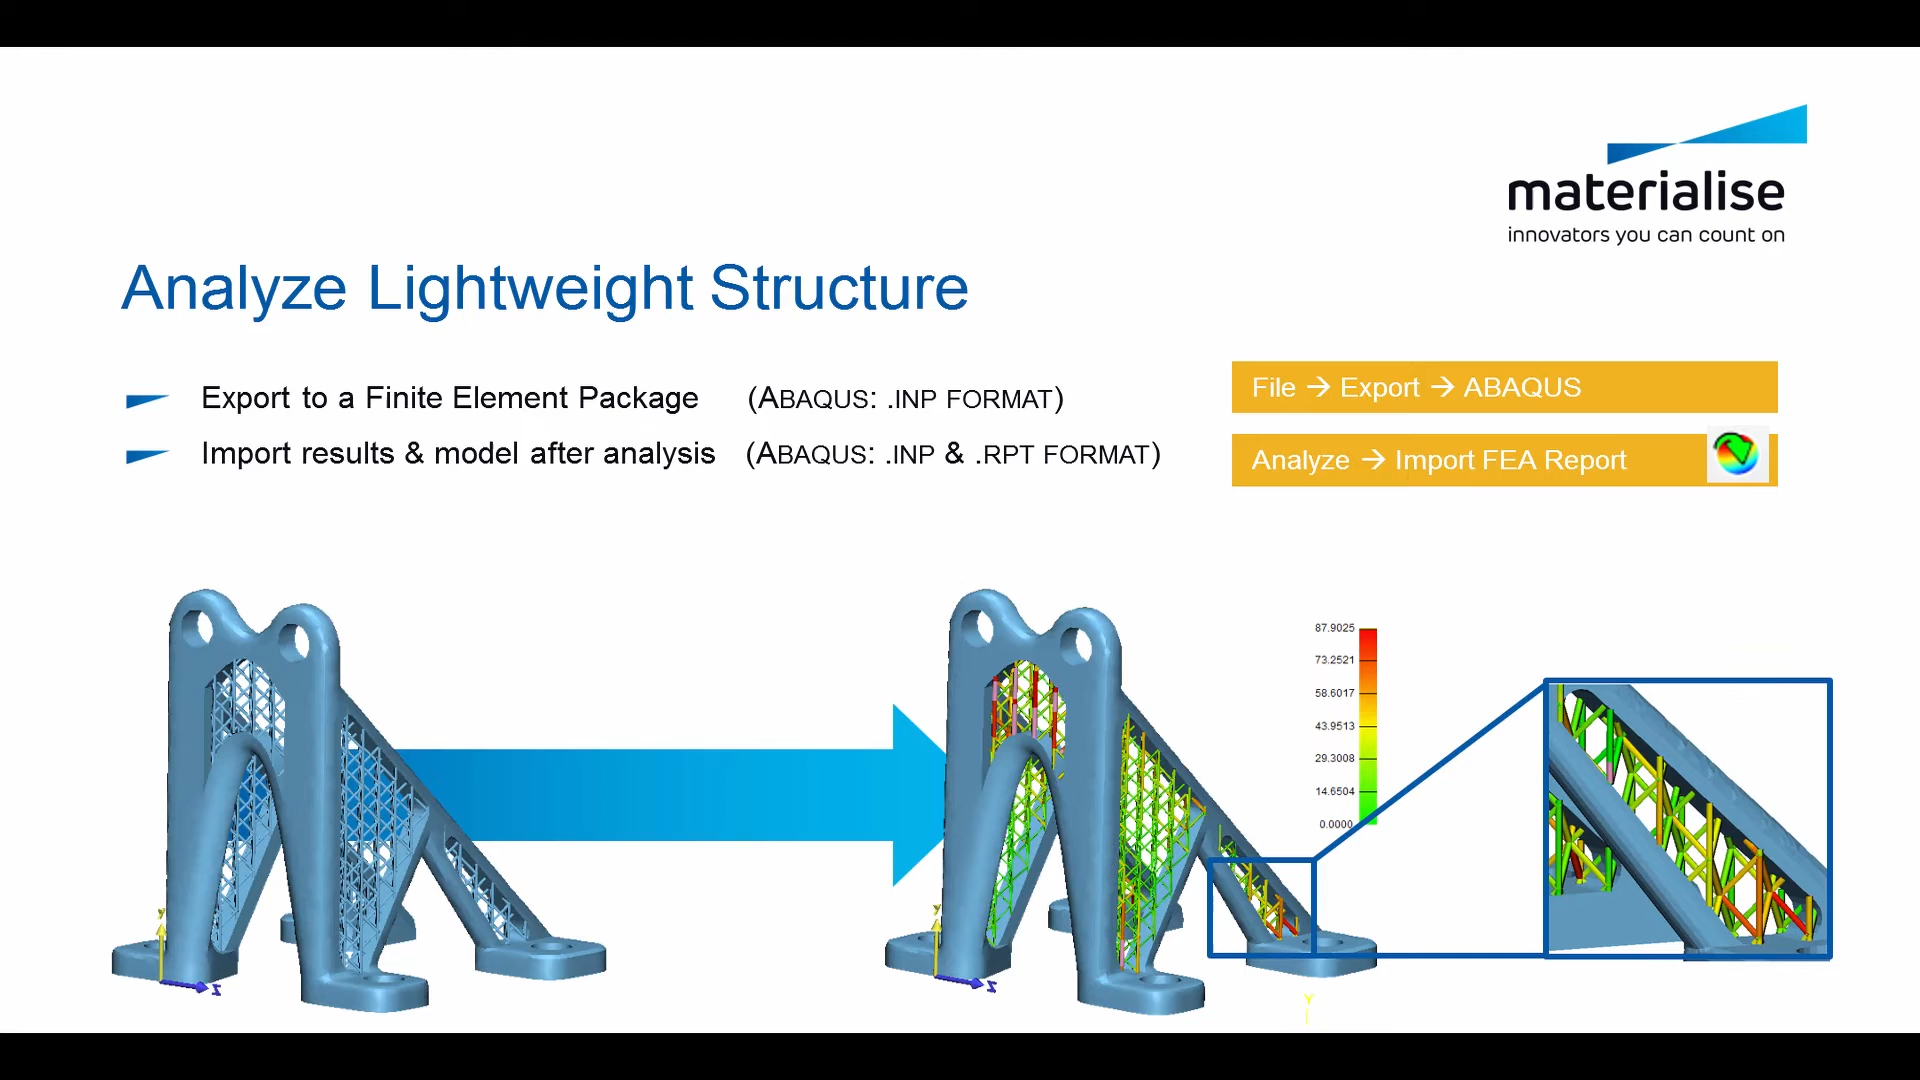 materialise
innovators you can count on
Analyze Lightweight Structure
Export to a Finite Element Package (ABAQUS: .INP FORMAT)
Import results & model after analysis (ABAQUS: .INP & .RPT FORMAT)
File → Export → ABAQUS
Analyze → Import FEA Report
87.9025
73.2521
58.6017
43.9513
29.3008
14.6504
0.0000
Y
Z
Y
Z
Y